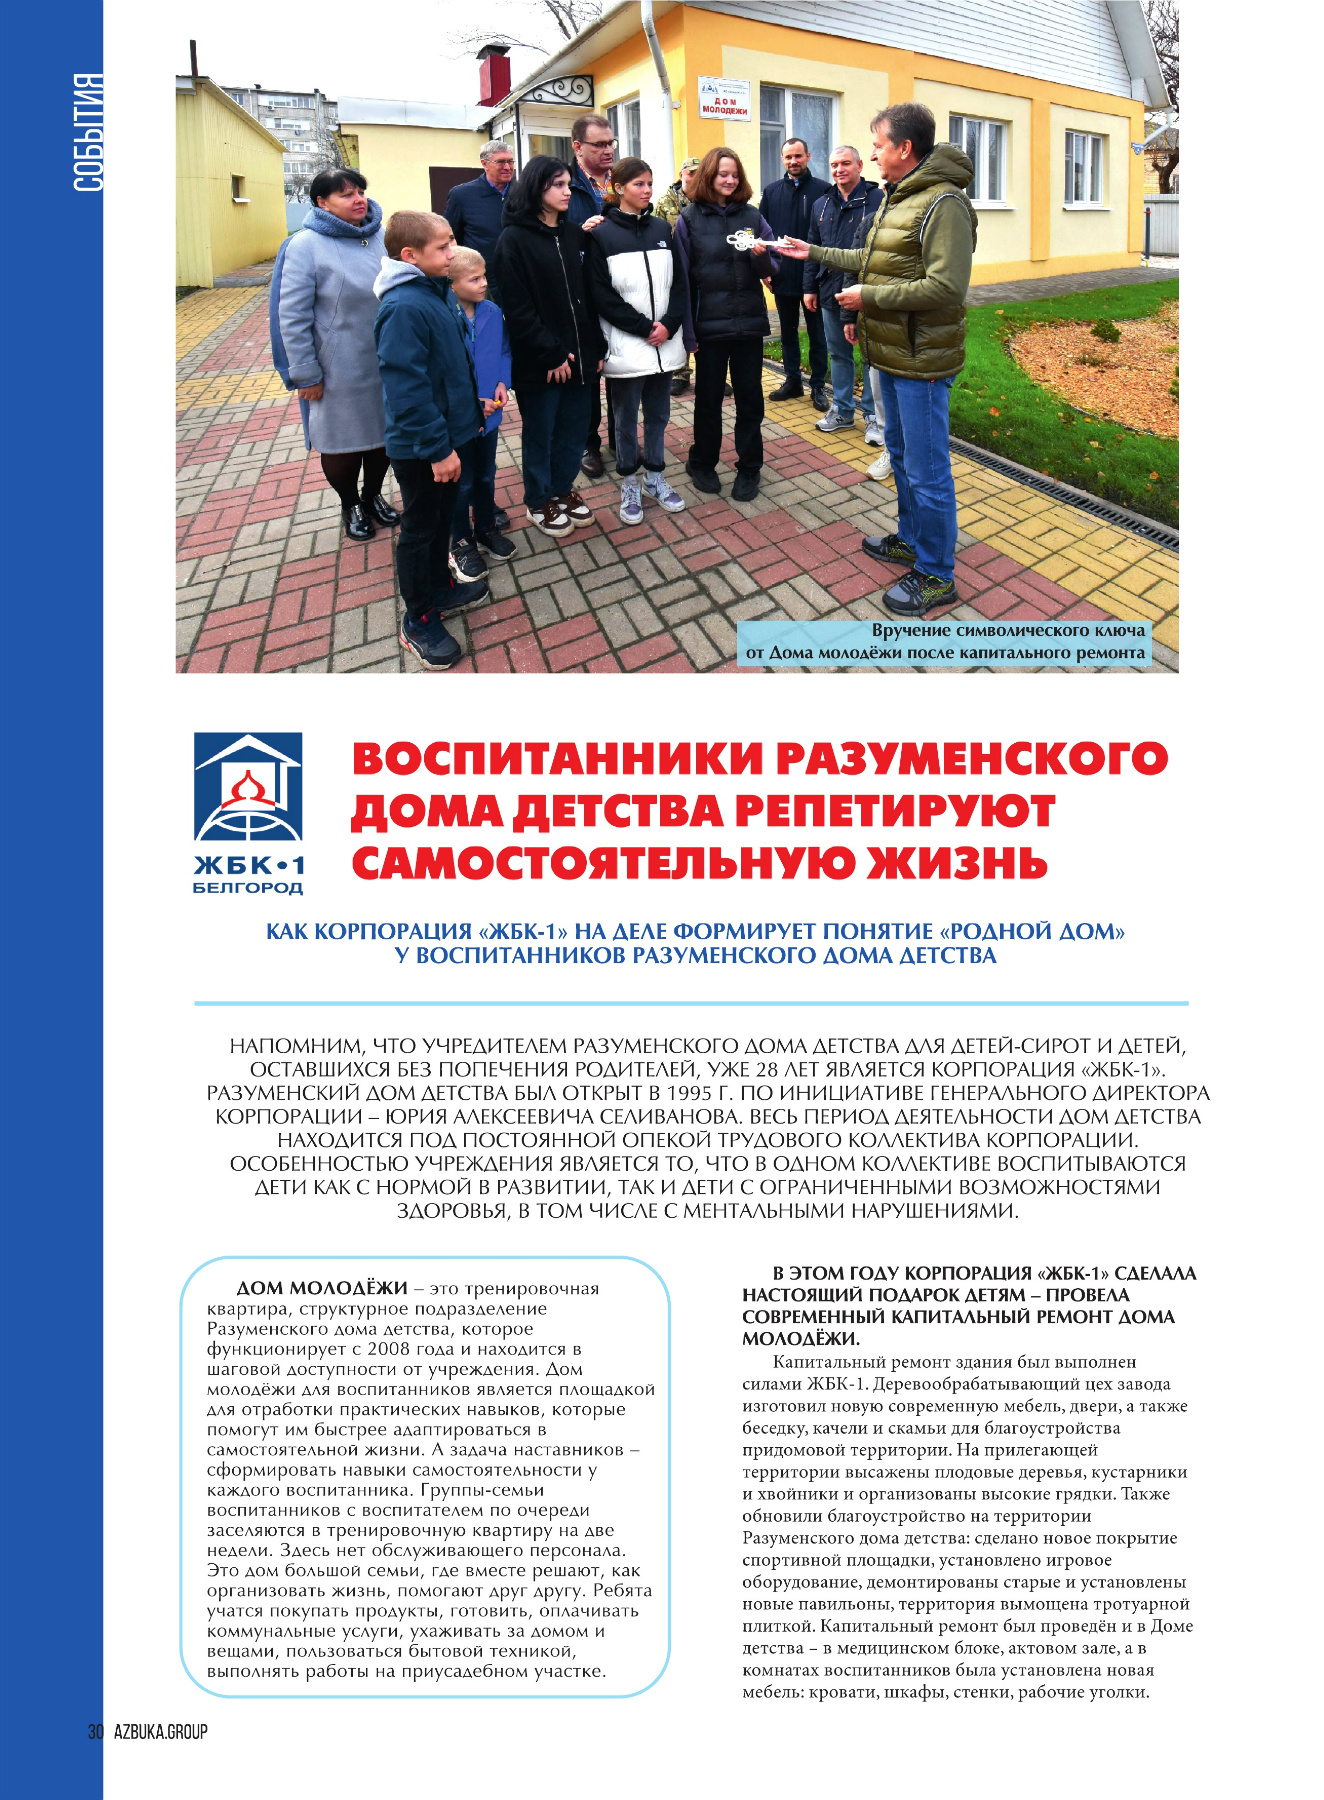 СОБЫТИЯ
ДОМ
МОЛОДЕЖИ
Вручение символического ключа
от Дома молодёжи после капитального ремонта
ЖБК•1
БЕЛГОРОД
ВОСПИТАННИКИ РАЗУМЕНСКОГО
ДОМА ДЕТСТВА РЕПЕТИРУЮТ
САМОСТОЯТЕЛЬНУЮ ЖИЗНЬ
КАК КОРПОРАЦИЯ «ЖБК-1» НА ДЕЛЕ ФОРМИРУЕТ ПОНЯТИЕ «РОДНОЙ ДОМ»
У ВОСПИТАННИКОВ РАЗУМЕНСКОГО ДОМА ДЕТСТВА
НАПОМНИМ, ЧТО УЧРЕДИТЕЛЕМ РАЗУМЕНСКОГО ДОМА ДЕТСТВА ДЛЯ ДЕТЕЙ-СИРОТ И ДЕТЕЙ,
ОСТАВШИХСЯ БЕЗ ПОПЕЧЕНИЯ РОДИТЕЛЕЙ, УЖЕ 28 ЛЕТ ЯВЛЯЕТСЯ КОРПОРАЦИЯ «ЖБК-1».
РАЗУМЕНСКИЙ ДОМ ДЕТСТВА БЫЛ ОТКРЫТ В 1995 Г. ПО ИНИЦИАТИВЕ ГЕНЕРАЛЬНОГО ДИРЕКТОРА
КОРПОРАЦИИ – ЮРИЯ АЛЕКСЕЕВИЧА СЕЛИВАНОВА. ВЕСЬ ПЕРИОД ДЕЯТЕЛЬНОСТИ ДОМ ДЕТСТВА
НАХОДИТСЯ ПОД ПОСТОЯННОЙ ОПЕКОЙ ТРУДОВОГО КОЛЛЕКТИВА КОРПОРАЦИИ.
ОСОБЕННОСТЬЮ УЧРЕЖДЕНИЯ ЯВЛЯЕТСЯ ТО, ЧТО В ОДНОМ КОЛЛЕКТИВЕ ВОСПИТЫВАЮТСЯ
ДЕТИ КАК С НОРМОЙ В РАЗВИТИИ, ТАК И ДЕТИ С ОГРАНИЧЕННЫМИ ВОЗМОЖНОСТЯМИ
ЗДОРОВЬЯ, В ТОМ ЧИСЛЕ С МЕНТАЛЬНЫМИ НАРУШЕНИЯМИ.
ДОМ МОЛОДЁЖИ – это тренировочная
квартира, структурное подразделение
Разуменского дома детства, которое
функционирует с 2008 года и находится в
шаговой доступности от учреждения. Дом
молодёжи для воспитанников является площадкой
для отработки практических навыков, которые
помогут им быстрее адаптироваться в
самостоятельной жизни. А задача наставников –
сформировать навыки самостоятельности у
каждого воспитанника. Группы-семьи
воспитанников с воспитателем по очереди
заселяются в тренировочную квартиру на две
недели. Здесь нет обслуживающего персонала.
Это дом большой семьи, где вместе решают, как
организовать жизнь, помогают друг другу. Ребята
учатся покупать продукты, готовить, оплачивать
коммунальные услуги, ухаживать за домом и
вещами, пользоваться бытовой техникой,
выполнять работы на приусадебном участке.
В ЭТОМ ГОДУ КОРПОРАЦИЯ «ЖБК-1» СДЕЛАЛА
НАСТОЯЩИЙ ПОДАРОК ДЕТЯМ – ПРОВЕЛА
СОВРЕМЕННЫЙ КАПИТАЛЬНЫЙ РЕМОНТ ДОМА
МОЛОДЁЖИ.
Капитальный ремонт здания был выполнен
силами ЖБК-1. Деревообрабатывающий цех завода
изготовил новую современную мебель, двери, а также
беседку, качели и скамьи для благоустройства
придомовой территории. На прилегающей
территории высажены плодовые деревья, кустарники
и хвойники и организованы высокие грядки. Также
обновили благоустройство на территории
Разуменского дома детства: сделано новое покрытие
спортивной площадки, установлено игровое
оборудование, демонтированы старые и установлены
новые павильоны, территория вымощена тротуарной
плиткой. Капитальный ремонт был проведён и в Доме
детства – в медицинском блоке, актовом зале, а в
комнатах воспитанников была установлена новая
мебель: кровати, шкафы, стенки, рабочие уголки.
30 AZBUKA.GROUP